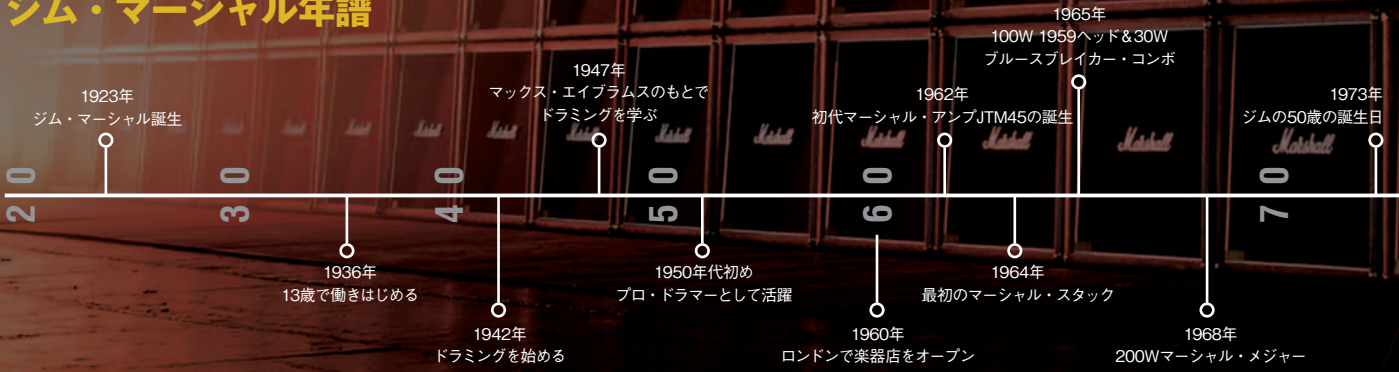 ジム・マーシャル年譜
1923年
ジム・マーシャル誕生
1936年
13歳で働きはじめる
1942年
ドラミングを始める
1947年
マックス・エイブラムスのもとで
ドラミングを学ぶ
1950年代初め
プロ・ドラマーとして活躍
1960年
ロンドンで楽器店をオープン
1962年
初代マーシャル・アンプJTM45の誕生
1964年
最初のマーシャル・スタック
1965年
100W 1959ヘッド&30W
ブルースブレイカー・コンボ
1968年
200Wマーシャル・メジャー
1973年
ジムの50歳の誕生日
20
30
40
50
60
70
Marshall
Marshall
Marshall
Marshall
Marshall
Marshall
Marshall
Marshall
Marshall
Marshall